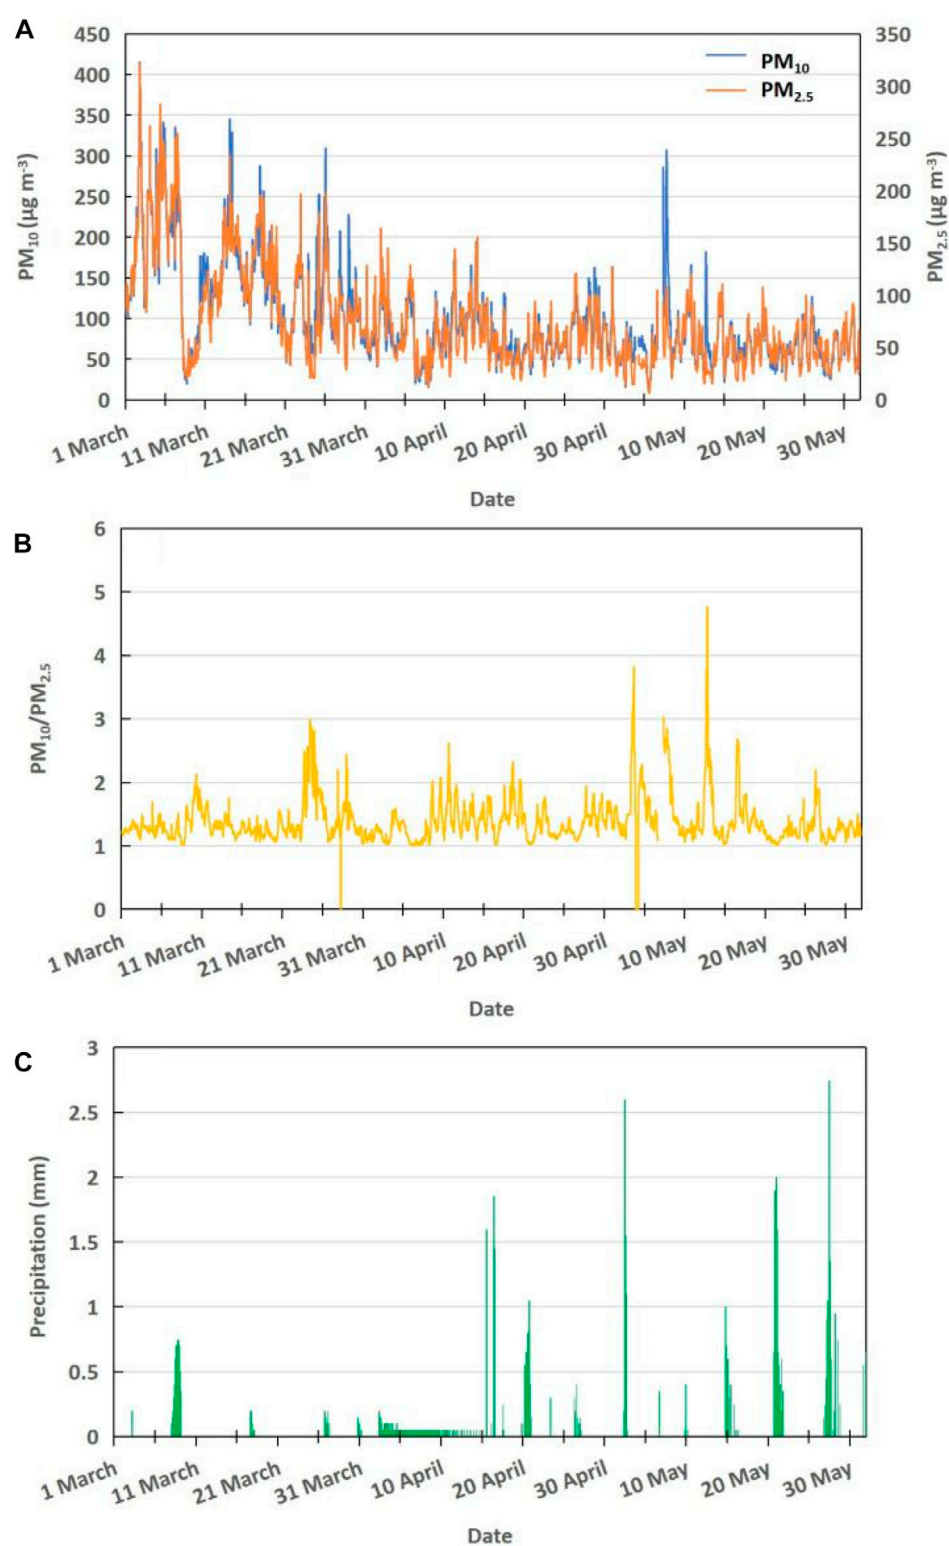 A
450 350
PM10
400 300
PM2.5
350
250
300
250 200
200 150
150
100
100
50
50
0 0
PM10 (µg m-3)
PM2.5 (µg m-3)
1 March 11 March 21 March 31 March 10 April 20 April 30 April 10 May 20 May 30 May
Date
B
6
5
4
3
2
1
0
PM10/PM2.5
1 March 11 March 21 March 31 March 10 April 20 April 30 April 10 May 20 May 30 May
Date
C
3
2.5
2
1.5
1
0.5
0
Precipitation (mm)
1 March 11 March 21 March 31 March 10 April 20 April 30 April 10 May 20 May 30 May
Date